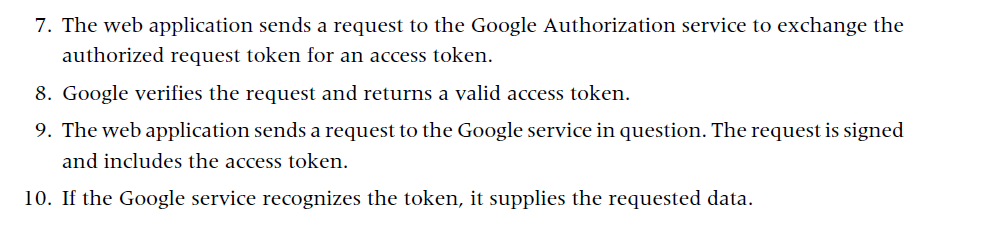 7. The web application sends a request to the Google Authorization service to exchange the
authorized request token for an access token.
8. Google verifies the request and returns a valid access token.
9. The web application sends a request to the Google service in question. The request is signed
and includes the access token.
10. If the Google service recognizes the token, it supplies the requested data.